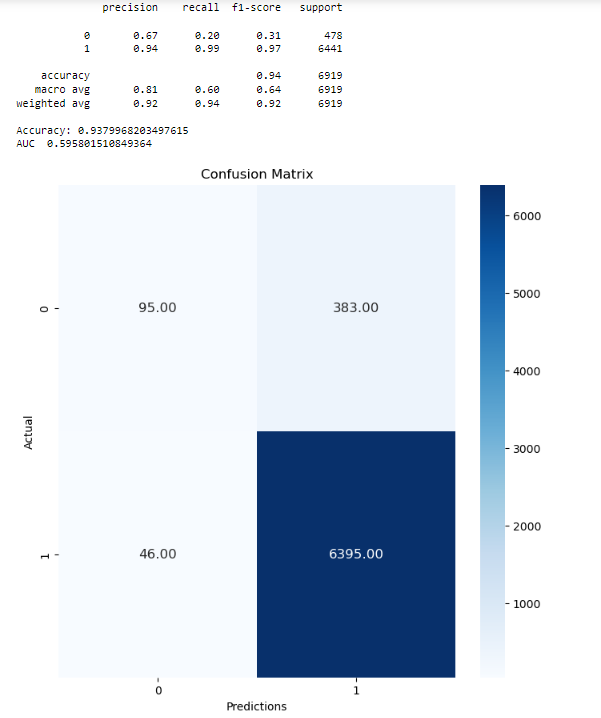 precision recall f1-score support
0 0.67 0.20 0.31 478
1 0.94 0.99 0.97 6441
accuracy 0.94 6919
macro avg 0.81 0.60 0.64 6919
weighted avg 0.92 0.94 0.92 6919
Accuracy: 0.9379968203497615
AUC 0.595801510849364
Confusion Matrix
6000
5000
4000
3000
2000
1000
0
95.00 383.00
Actual
1
46.00 6395.00
0 1
Predictions